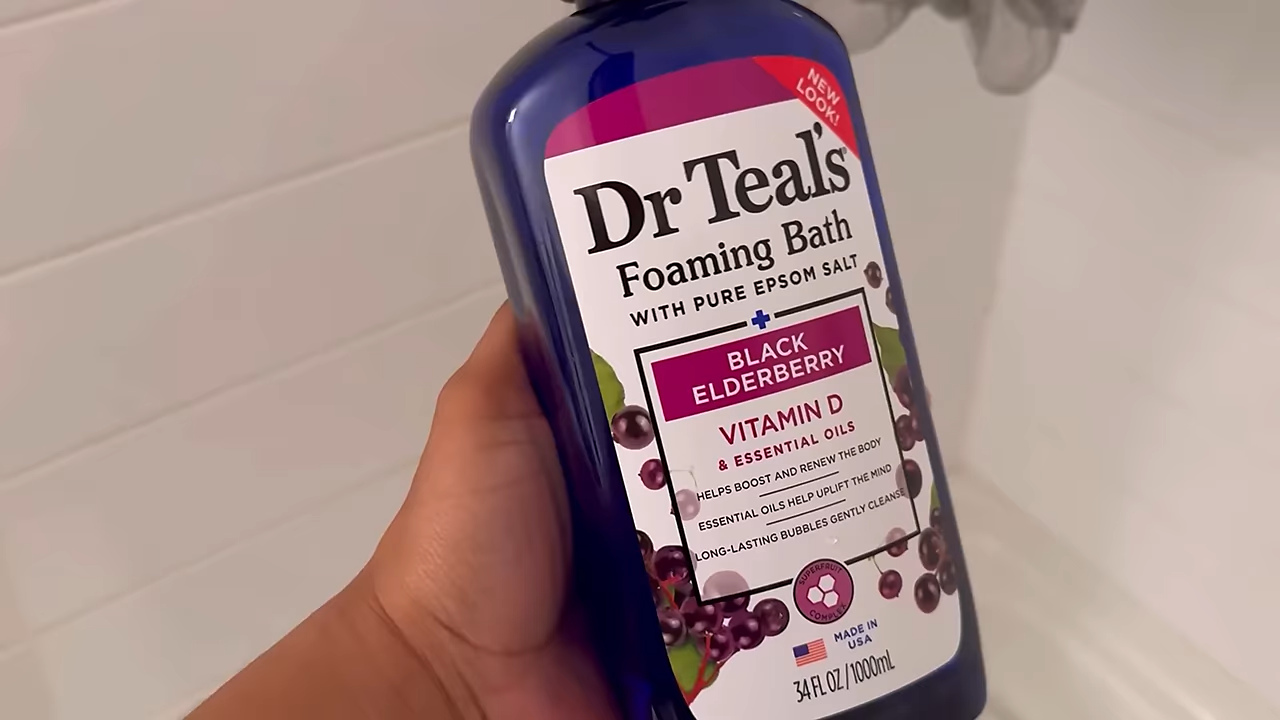 NEW
LOOK!
Dr Teal's®
Foaming Bath
WITH PURE EPSOM SALT
BLACK
ELDERBERRY
VITAMIN D
& ESSENTIAL OILS
HELPS BOOST AND RENEW THE BODY
ESSENTIAL OILS HELP UPLIFT THE MIND
LONG-LASTING BUBBLES GENTLY CLEANSE
SUPERFRUIT
COMPLEX
MADE IN
USA
34 FL OZ / 1000mL